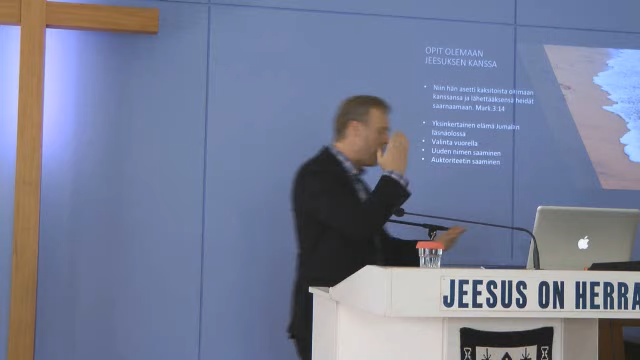 OPIT OLEMAAN
JEESUKSEN KANSSA
• Niin hän asetti kaksitoista olemaan
kanssansa ja lähettääksensä heidät
saarnaamaan. Mark 3:14
• Yksinkertainen elämä Jumalan
läsnäolossa
• Valinta vuorella
• Uuden nimen saaminen
• Auktoriteetin saaminen
JEESUS ON HERRA